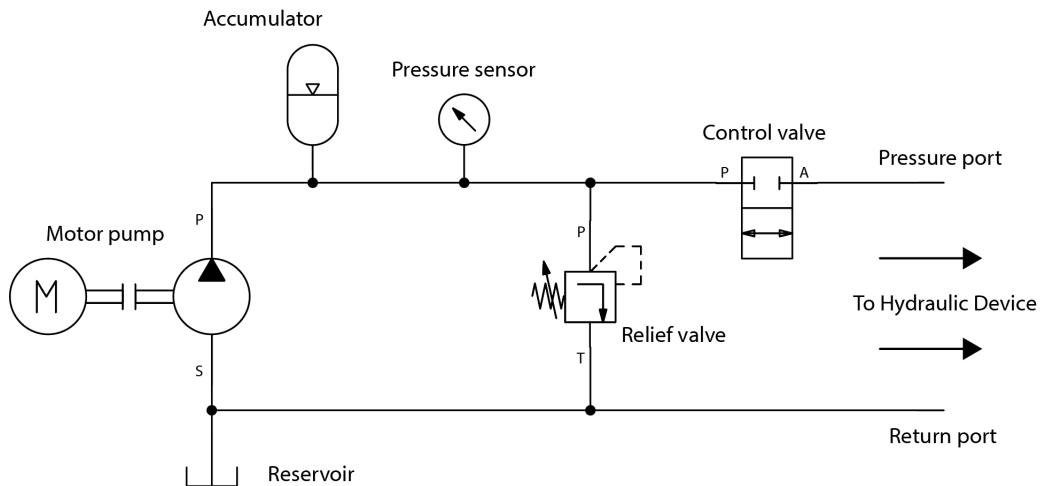 Accumulator
Pressure sensor
Control valve
P
A
Pressure port
P
Motor pump
P
M
To Hydraulic Device
Relief valve
S
T
Return port
Reservoir